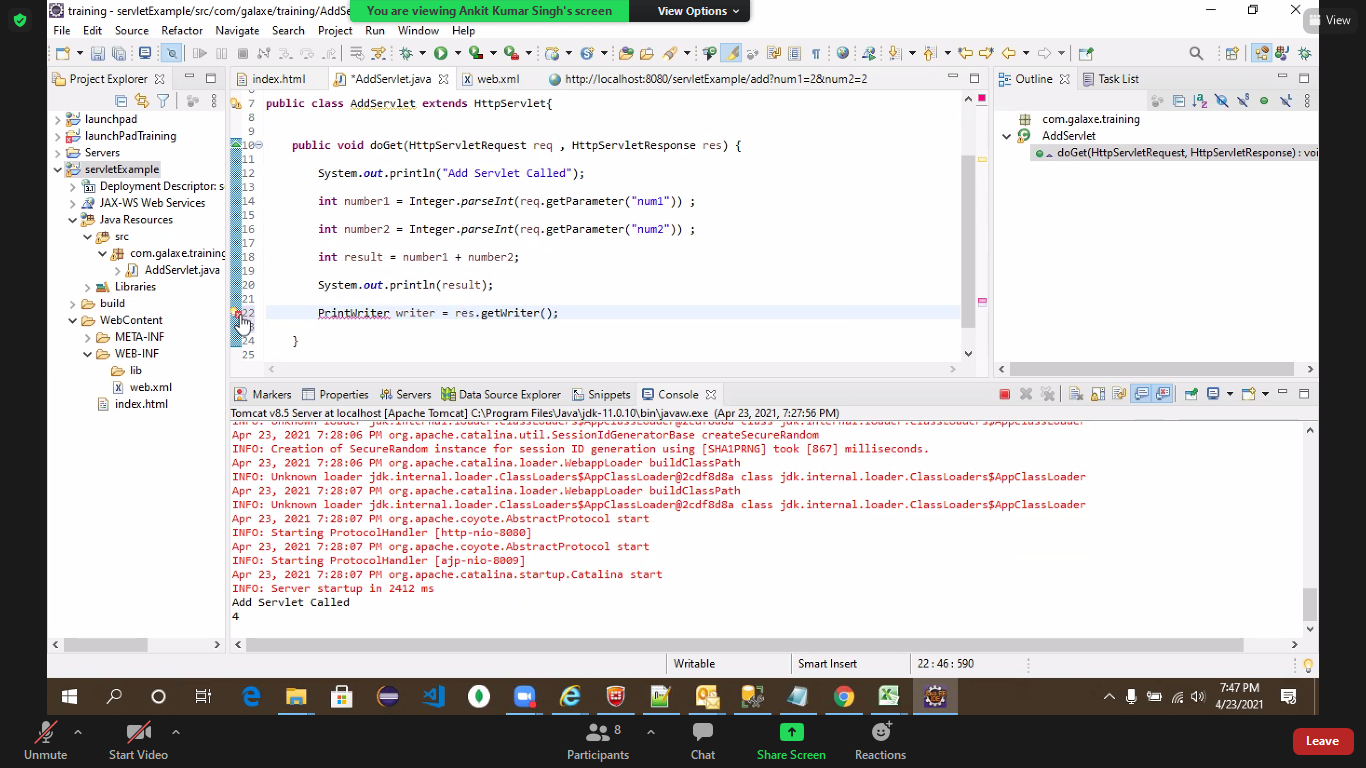 You are viewing Ankit Kumar Singh's screen
View Options
View
training - servletExample/src/com/galaxe/training/AddSe
File Edit Source Refactor Navigate Search Project Run Window Help
Project Explorer
index.html
*AddServlet.java
web.xml
http://localhost:8080/servletExample/add?num1=2&num2=2
Outline
Task List
launchpad
launchPadTraining
Servers
servletExample
Deployment Descriptor: s
JAX-WS Web Services
Java Resources
src
com.galaxe.training
AddServlet.java
Libraries
build
WebContent
META-INF
WEB-INF
lib
web.xml
index.html
7 public class AddServlet extends HttpServlet{
8
9
10 public void doGet(HttpServletRequest req , HttpServletResponse res) {
11
12 System.out.println("Add Servlet Called");
13
14 int number1 = Integer.parseInt(req.getParameter("num1")) ;
15
16 int number2 = Integer.parseInt(req.getParameter("num2")) ;
17
18 int result = number1 + number2;
19
20 System.out.println(result);
21
22 PrintWriter writer = res.getWriter();
24 }
25
com.galaxe.training
AddServlet
doGet(HttpServletRequest, HttpServletResponse) : voi
Markers
Properties
Servers
Data Source Explorer
Snippets
Console
Tomcat v8.5 Server at localhost [Apache Tomcat] C:\Program Files\Java\jdk-11.0.10\bin\javaw.exe (Apr 23, 2021, 7:27:56 PM)
INFO: Unknown loader jdk.internal.loader.ClassLoaders$AppClassLoader@2cdf8d8a class jdk.internal.loader.ClassLoaders$AppClassLoader
Apr 23, 2021 7:28:06 PM org.apache.catalina.util.SessionIdGeneratorBase createSecureRandom
INFO: Creation of SecureRandom instance for session ID generation using [SHA1PRNG] took [867] milliseconds.
Apr 23, 2021 7:28:06 PM org.apache.catalina.loader.WebappLoader buildClassPath
INFO: Unknown loader jdk.internal.loader.ClassLoaders$AppClassLoader@2cdf8d8a class jdk.internal.loader.ClassLoaders$AppClassLoader
Apr 23, 2021 7:28:07 PM org.apache.catalina.loader.WebappLoader buildClassPath
INFO: Unknown loader jdk.internal.loader.ClassLoaders$AppClassLoader@2cdf8d8a class jdk.internal.loader.ClassLoaders$AppClassLoader
Apr 23, 2021 7:28:07 PM org.apache.coyote.AbstractProtocol start
INFO: Starting ProtocolHandler [http-nio-8080]
Apr 23, 2021 7:28:07 PM org.apache.coyote.AbstractProtocol start
INFO: Starting ProtocolHandler [ajp-nio-8009]
Apr 23, 2021 7:28:07 PM org.apache.catalina.startup.Catalina start
INFO: Server startup in 2412 ms
Add Servlet Called
4
Writable
Smart Insert
22 : 46 : 590
7:47 PM
4/23/2021
Unmute
Start Video
Participants
8
Chat
Share Screen
Reactions
Leave